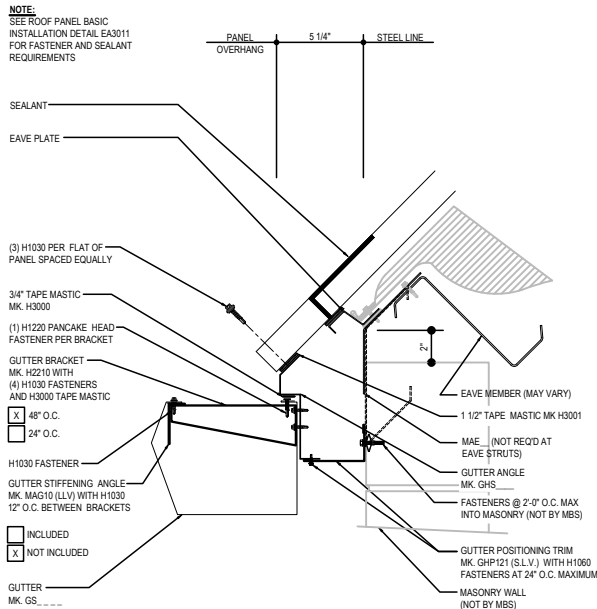 NOTE:
SEE ROOF PANEL BASIC
INSTALLATION DETAIL EA3011
FOR FASTENER AND SEALANT
REQUIREMENTS
PANEL
OVERHANG
5 1/4"
STEEL LINE
SEALANT
EAVE PLATE
(3) H1030 PER FLAT OF
PANEL SPACED EQUALLY
3/4" TAPE MASTIC
MK. H3000
(1) H1220 PANCAKE HEAD
FASTENER PER BRACKET
GUTTER BRACKET
MK. H2210 WITH
(4) H1030 FASTENERS
AND H3000 TAPE MASTIC
X 48" O.C.
24" O.C.
H1030 FASTENER
GUTTER STIFFENING ANGLE
MK. MAG10 (LLV) WITH H1030
12" O.C. BETWEEN BRACKETS
INCLUDED
X NOT INCLUDED
GUTTER
MK. GS_ _ _ _
2"
EAVE MEMBER (MAY VARY)
1 1/2" TAPE MASTIC MK H3001
MAE__ (NOT REQ'D AT
EAVE STRUTS)
GUTTER ANGLE
MK. GHS___
FASTENERS @ 2'-0" O.C. MAX
INTO MASONRY (NOT BY MBS)
GUTTER POSITIONING TRIM
MK. GHP121 (S.L.V.) WITH H1060
FASTENERS AT 24" O.C. MAXIMUM
MASONRY WALL
(NOT BY MBS)